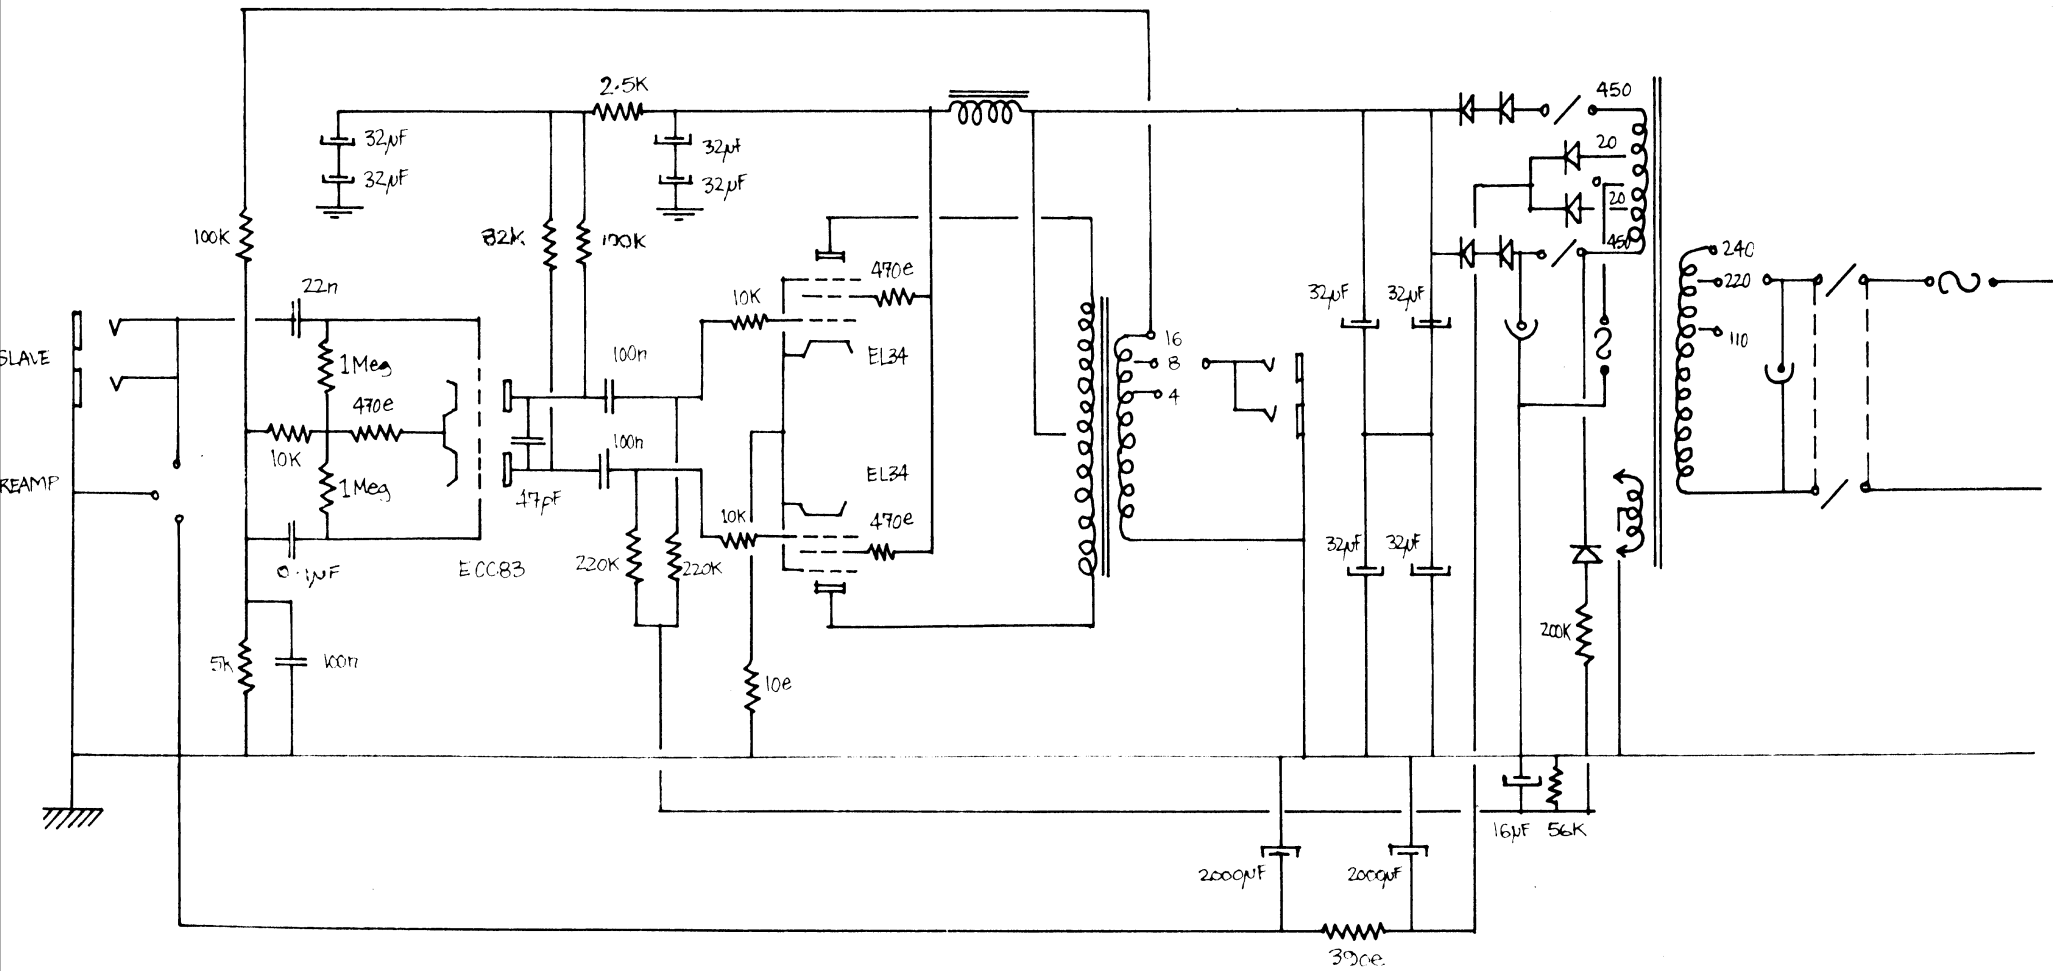 2.5K
450
32µF
32µF
32µF
32µF
20
20
450
100K
82K
100K
240
220
110
22n
470e
10K
32µF
32µF
1Meg
100n
EL34
16
8
4
SLAVE
470e
10K
1Meg
100n
EL34
REAMP
47pF
10K
470e
0.1µF
ECC83
220K
220K
32µF
32µF
200K
5K
100n
10e
16µF
56K
2000µF
2000µF
390e